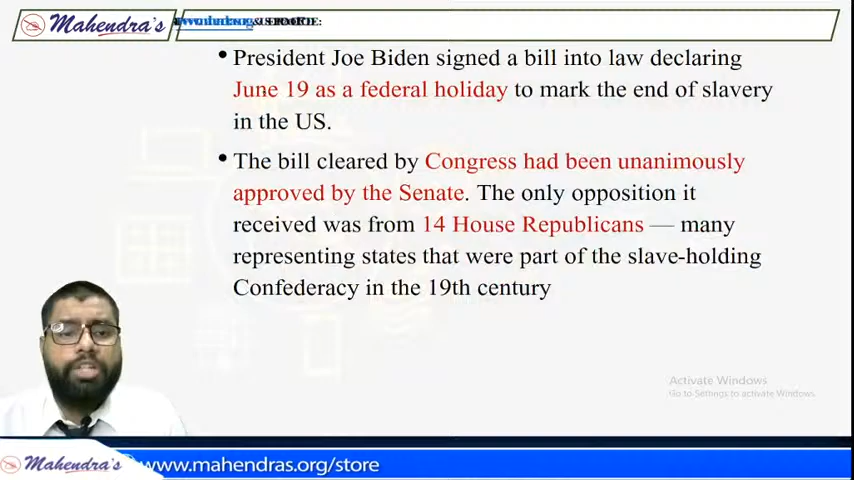 Mahendra's
President Joe Biden signed a bill into law declaring
June 19 as a federal holiday to mark the end of slavery
in the US.
The bill cleared by Congress had been unanimously
approved by the Senate. The only opposition it
received was from 14 House Republicans — many
representing states that were part of the slave-holding
Confederacy in the 19th century
Activate Windows
Go to Settings to activate Windows.
Mahendra's
www.mahendras.org/store